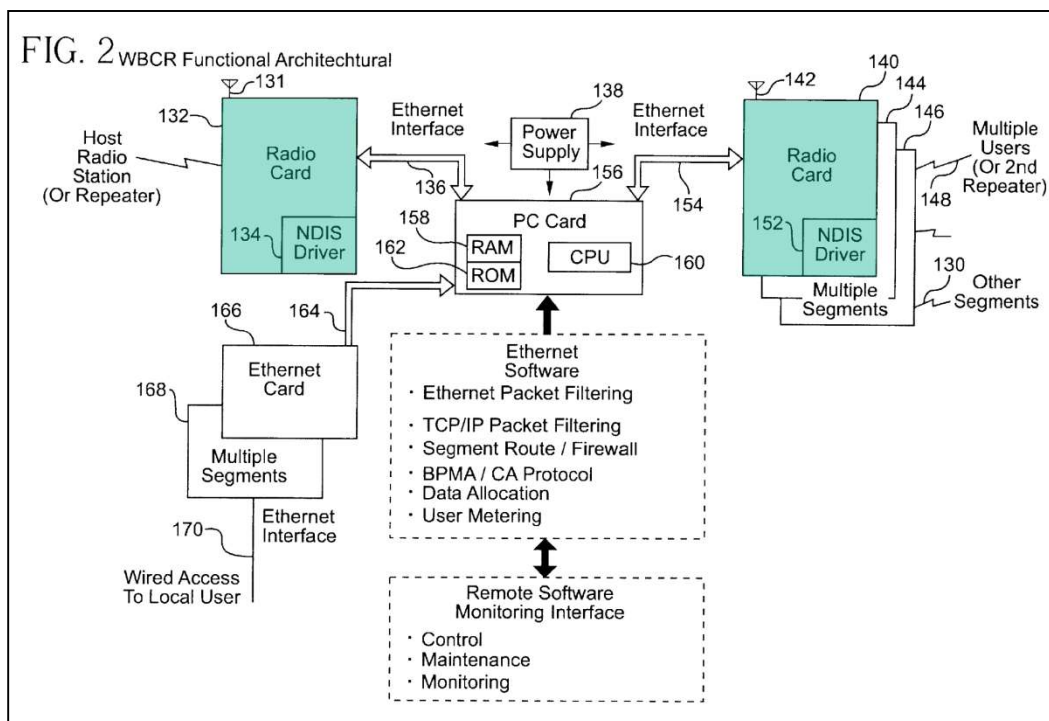 FIG. 2 WBCR Functional Architechtural
131
132
Host
Radio
Station
(Or Repeater)
Radio
Card
134
NDIS
Driver
Ethernet
Interface
136
138
Power
Supply
Ethernet
Interface
156
154
PC Card
158
RAM
162
ROM
CPU
160
142
140
144
146
Radio
Card
152
NDIS
Driver
Multiple
Segments
Multiple
Users
(Or 2nd
Repeater)
148
130
Other
Segments
164
166
Ethernet
Card
168
Multiple
Segments
Ethernet
Interface
170
Wired Access
To Local User
Ethernet
Software
· Ethernet Packet Filtering
· TCP/IP Packet Filtering
· Segment Route / Firewall
· BPMA / CA Protocol
· Data Allocation
· User Metering
Remote Software
Monitoring Interface
· Control
· Maintenance
· Monitoring